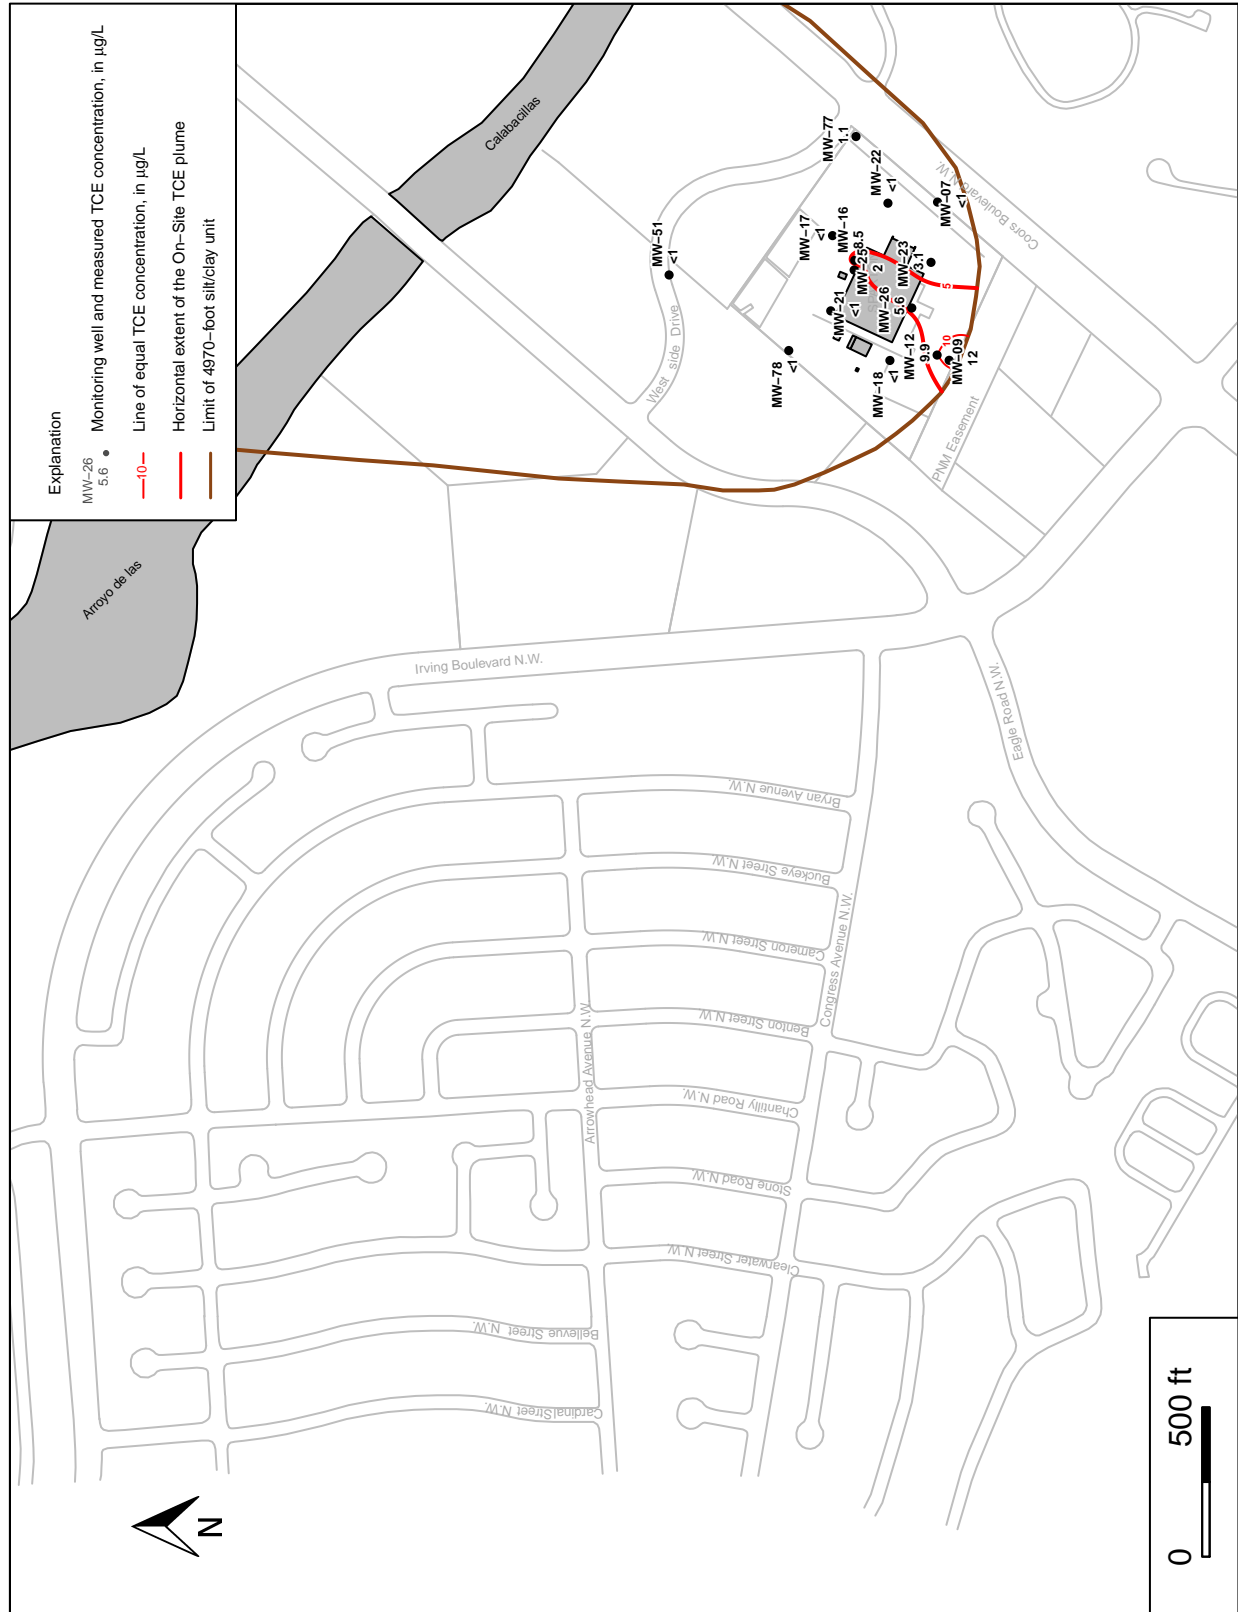 Explanation
MW−26
5.6
Monitoring well and measured TCE concentration, in µg/L
10
Line of equal TCE concentration, in µg/L
Horizontal extent of the On−Site TCE plume
Limit of 4970−foot silt/clay unit
Arroyo de las
Calabacillas
MW−77
1.1
MW−22
<1
MW−07
<1
MW−17
<1
MW−16
8.5
MW−51
<1
MW−25
2
MW−23
3.1
MW−21
<1
MW−26
5.6
MW−12
9.9
MW−09
12
MW−78
<1
MW−18
<1
5
10
Coors Boulevard N.W.
West side Drive
PNM Easement
Irving Boulevard N.W.
Eagle Road N.W.
Bryan Avenue N.W.
Buckeye Street N.W.
Cameron Street N.W.
Congress Avenue N.W.
Benton Street N.W
Arrowhead Avenue N.W
Chantilly Road N.W.
Stone Road N.W.
Clearwater Street N.W.
Bellevue Street N.W.
Cardinal Street N.W.
N
0
500 ft